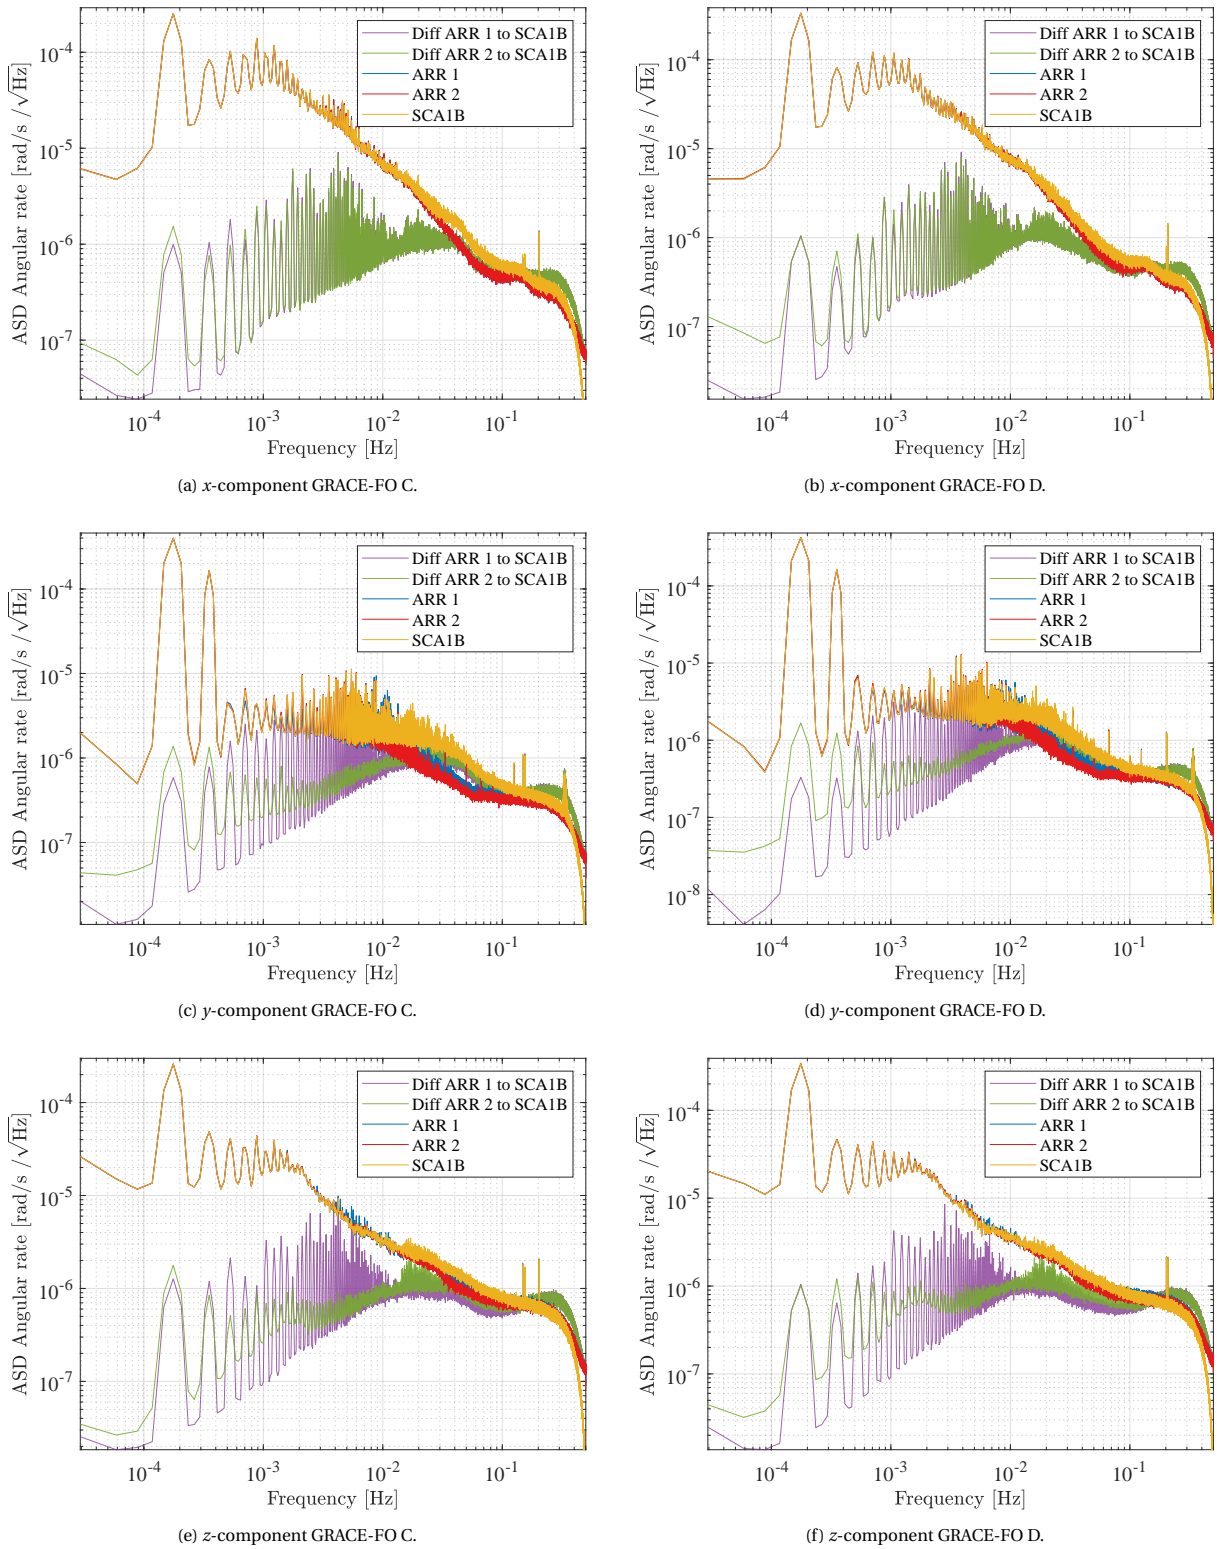 10^-4
10^-5
10^-6
10^-7
ASD Angular rate [rad/s /√Hz]
Diff ARR 1 to SCA1B
Diff ARR 2 to SCA1B
ARR 1
ARR 2
SCA1B
10^-4 10^-3 10^-2 10^-1
Frequency [Hz]
(a) x-component GRACE-FO C.
10^-4
10^-5
10^-6
10^-7
ASD Angular rate [rad/s /√Hz]
Diff ARR 1 to SCA1B
Diff ARR 2 to SCA1B
ARR 1
ARR 2
SCA1B
10^-4 10^-3 10^-2 10^-1
Frequency [Hz]
(b) x-component GRACE-FO D.
10^-4
10^-5
10^-6
10^-7
ASD Angular rate [rad/s /√Hz]
Diff ARR 1 to SCA1B
Diff ARR 2 to SCA1B
ARR 1
ARR 2
SCA1B
10^-4 10^-3 10^-2 10^-1
Frequency [Hz]
(c) y-component GRACE-FO C.
10^-4
10^-5
10^-6
10^-7
10^-8
ASD Angular rate [rad/s /√Hz]
Diff ARR 1 to SCA1B
Diff ARR 2 to SCA1B
ARR 1
ARR 2
SCA1B
10^-4 10^-3 10^-2 10^-1
Frequency [Hz]
(d) y-component GRACE-FO D.
10^-4
10^-5
10^-6
10^-7
ASD Angular rate [rad/s /√Hz]
Diff ARR 1 to SCA1B
Diff ARR 2 to SCA1B
ARR 1
ARR 2
SCA1B
10^-4 10^-3 10^-2 10^-1
Frequency [Hz]
(e) z-component GRACE-FO C.
10^-4
10^-5
10^-6
10^-7
ASD Angular rate [rad/s /√Hz]
Diff ARR 1 to SCA1B
Diff ARR 2 to SCA1B
ARR 1
ARR 2
SCA1B
10^-4 10^-3 10^-2 10^-1
Frequency [Hz]
(f) z-component GRACE-FO D.